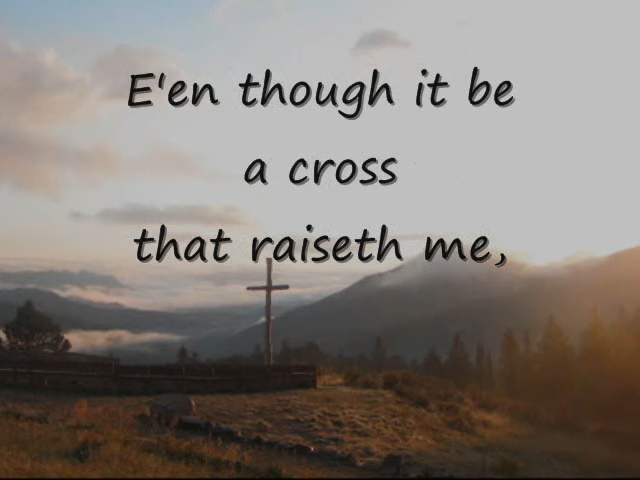 E'en though it be
a cross
that raiseth me,